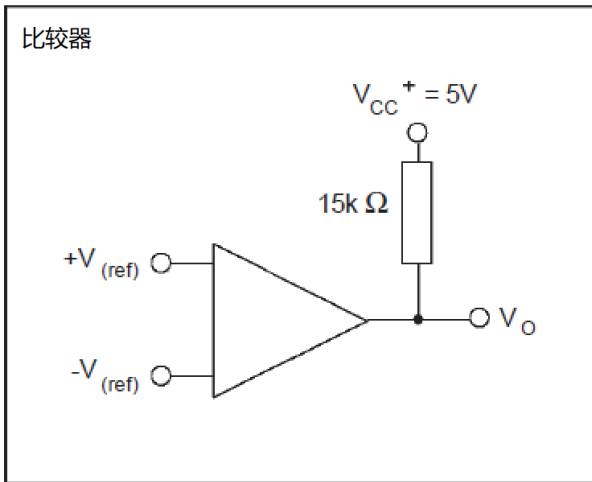 比较器
VCC+ = 5V
15k Ω
+V(ref)
VO
-V(ref)